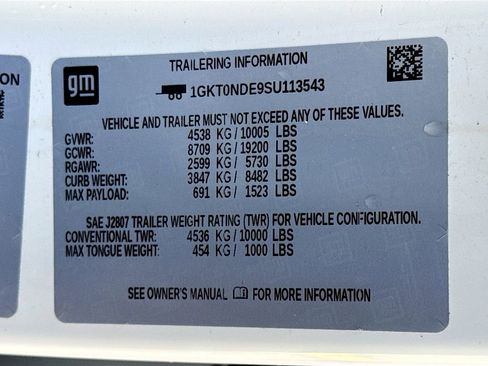 TRAILERING INFORMATION
gm
1GKT0NDE9SU113543
VEHICLE AND TRAILER MUST NOT EXCEED ANY OF THESE VALUES.
GVWR: 4538 KG/10005 LBS
GCWR: 8709 KG/19200 LBS
RGAWR: 2599 KG/ 5730 LBS
CURB WEIGHT: 3847 KG/ 8482 LBS
MAX PAYLOAD: 691 KG/ 1523 LBS
SAE J2807 TRAILER WEIGHT RATING (TWR) FOR VEHICLE CONFIGURATION.
CONVENTIONAL TWR: 4536 KG/10000 LBS
MAX TONGUE WEIGHT: 454 KG/ 1000 LBS
SEE OWNER'S MANUAL FOR MORE INFORMATION
ON